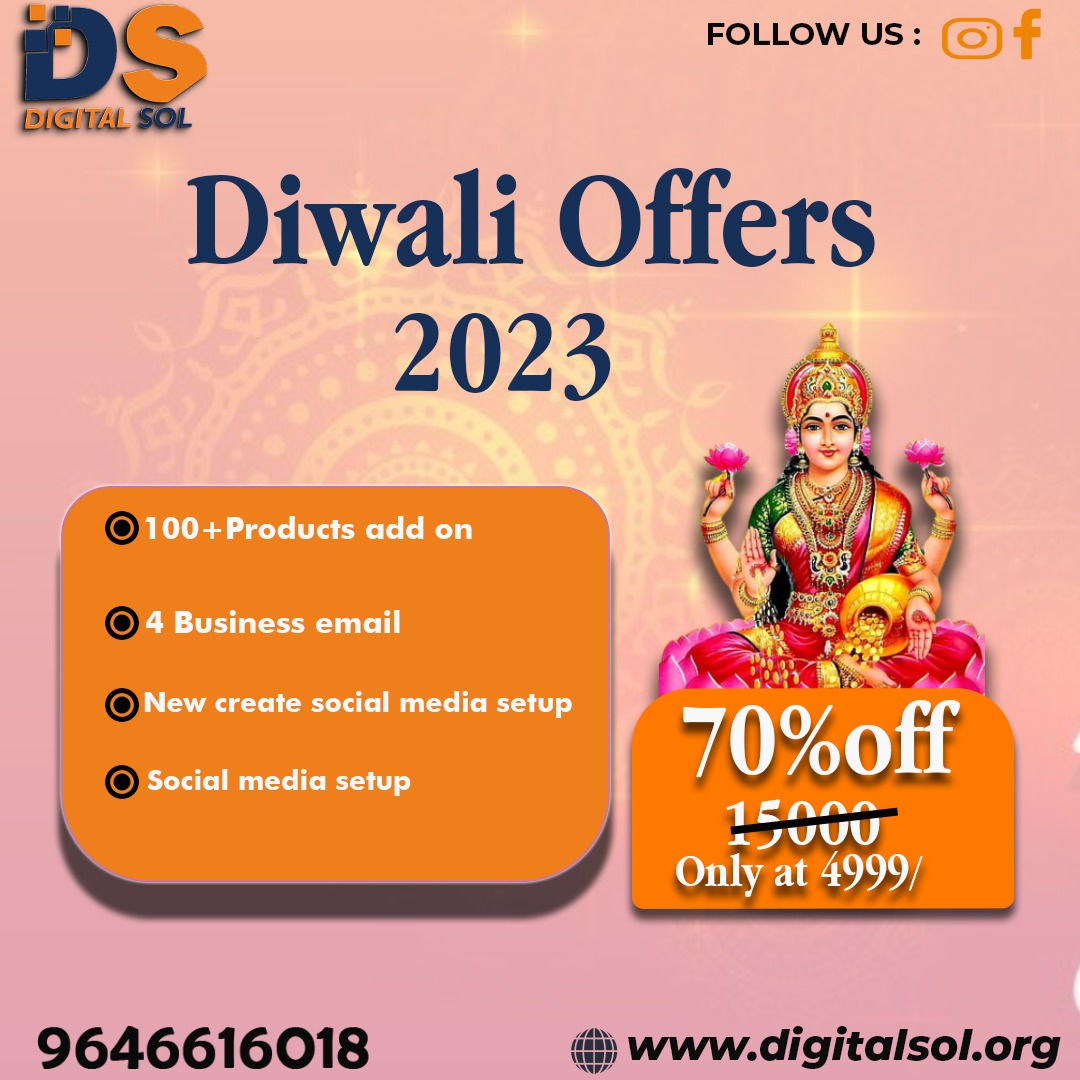 DS
DIGITAL SOL
FOLLOW US :
Diwali Offers
2023
100+Products add on
4 Business email
New create social media setup
Social media setup
70%off
15000
Only at 4999/
9646616018
www.digitalsol.org